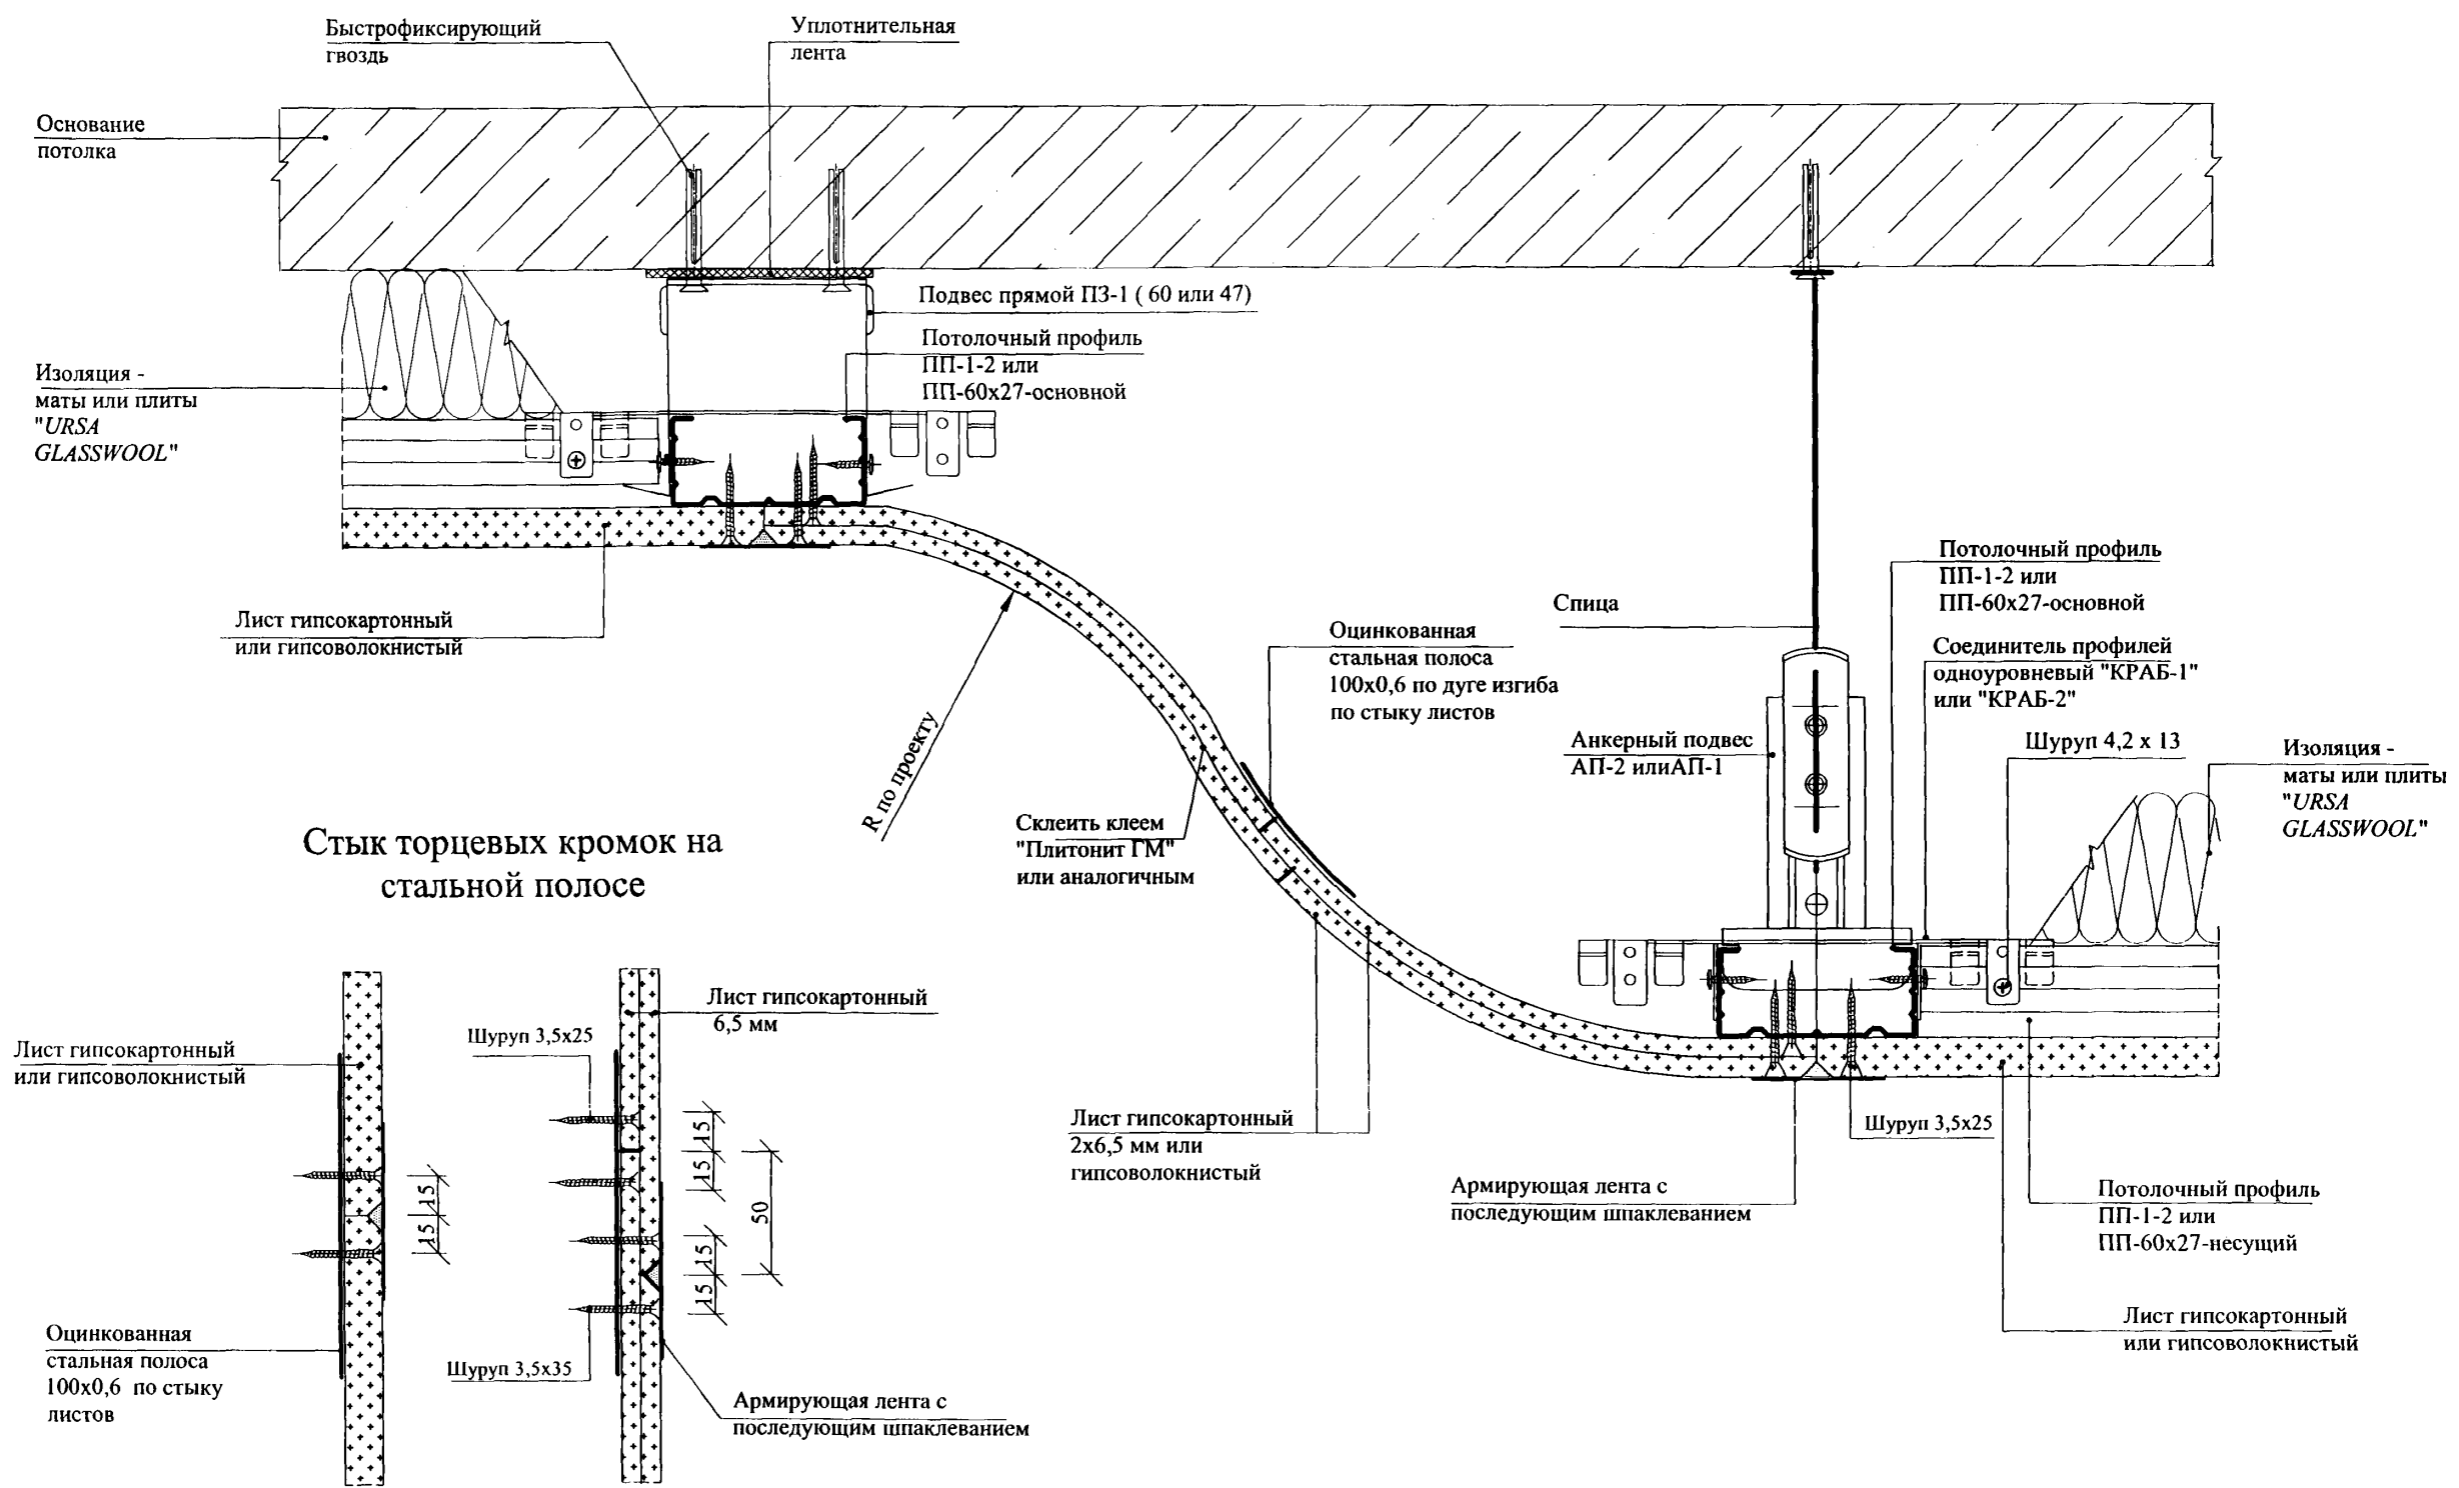 Быстрофиксирующий
гвоздь
Уплотнительная
лента
Основание
потолка
Подвес прямой ПЗ-1 ( 60 или 47)
Потолочный профиль
ПП-1-2 или
ПП-60х27-основной
Изоляция -
маты или плиты
"URSA
GLASSWOOL"
Лист гипсокартонный
или гипсоволокнистый
R по проекту
Оцинкованная
стальная полоса
100х0,6 по дуге изгиба
по стыку листов
Спица
Потолочный профиль
ПП-1-2 или
ПП-60х27-основной
Соединитель профилей
одноуровневый "КРАБ-1"
или "КРАБ-2"
Анкерный подвес
АП-2 илиАП-1
Шуруп 4,2 х 13
Изоляция -
маты или плиты
"URSA
GLASSWOOL"
Склеить клеем
"Плитонит ГМ"
или аналогичным
Стык торцевых кромок на
стальной полосе
Лист гипсокартонный
6,5 мм
Шуруп 3,5х25
Лист гипсокартонный
или гипсоволокнистый
15
15
15
15
50
15
15
Оцинкованная
стальная полоса
100х0,6 по стыку
листов
Шуруп 3,5х35
Армирующая лента с
последующим шпаклеванием
Лист гипсокартонный
2х6,5 мм или
гипсоволокнистый
Шуруп 3,5х25
Армирующая лента с
последующим шпаклеванием
Потолочный профиль
ПП-1-2 или
ПП-60х27-несущий
Лист гипсокартонный
или гипсоволокнистый